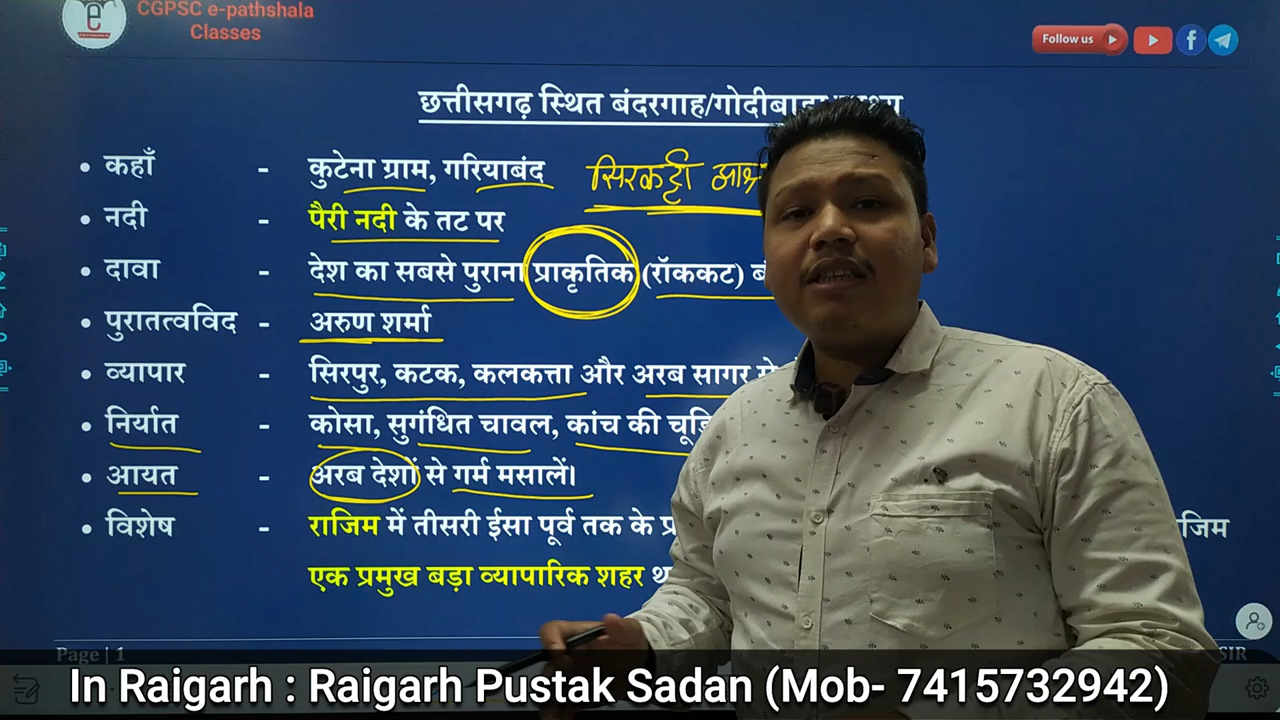 CGPSC e-pathshala
Classes
e
Follow us
छत्तीसगढ़ स्थित बंदरगाह/गोदीबाड़ा
• कहाँ - कुटेना ग्राम, गरियाबंद सिरकट्टी
• नदी - पैरी नदी के तट पर
• दावा - देश का सबसे पुराना प्राकृतिक (रॉककट)
• पुरातत्वविद - अरुण शर्मा
• व्यापार - सिरपुर, कटक, कलकत्ता और अरब सागर
• निर्यात - कोसा, सुगंधित चावल, कांच की
• आयत - अरब देशों से गर्म मसालें।
• विशेष - राजिम में तीसरी ईसा पूर्व तक के
एक प्रमुख बड़ा व्यापारिक शहर
Page | 1 SIR
In Raigarh : Raigarh Pustak Sadan (Mob- 7415732942)